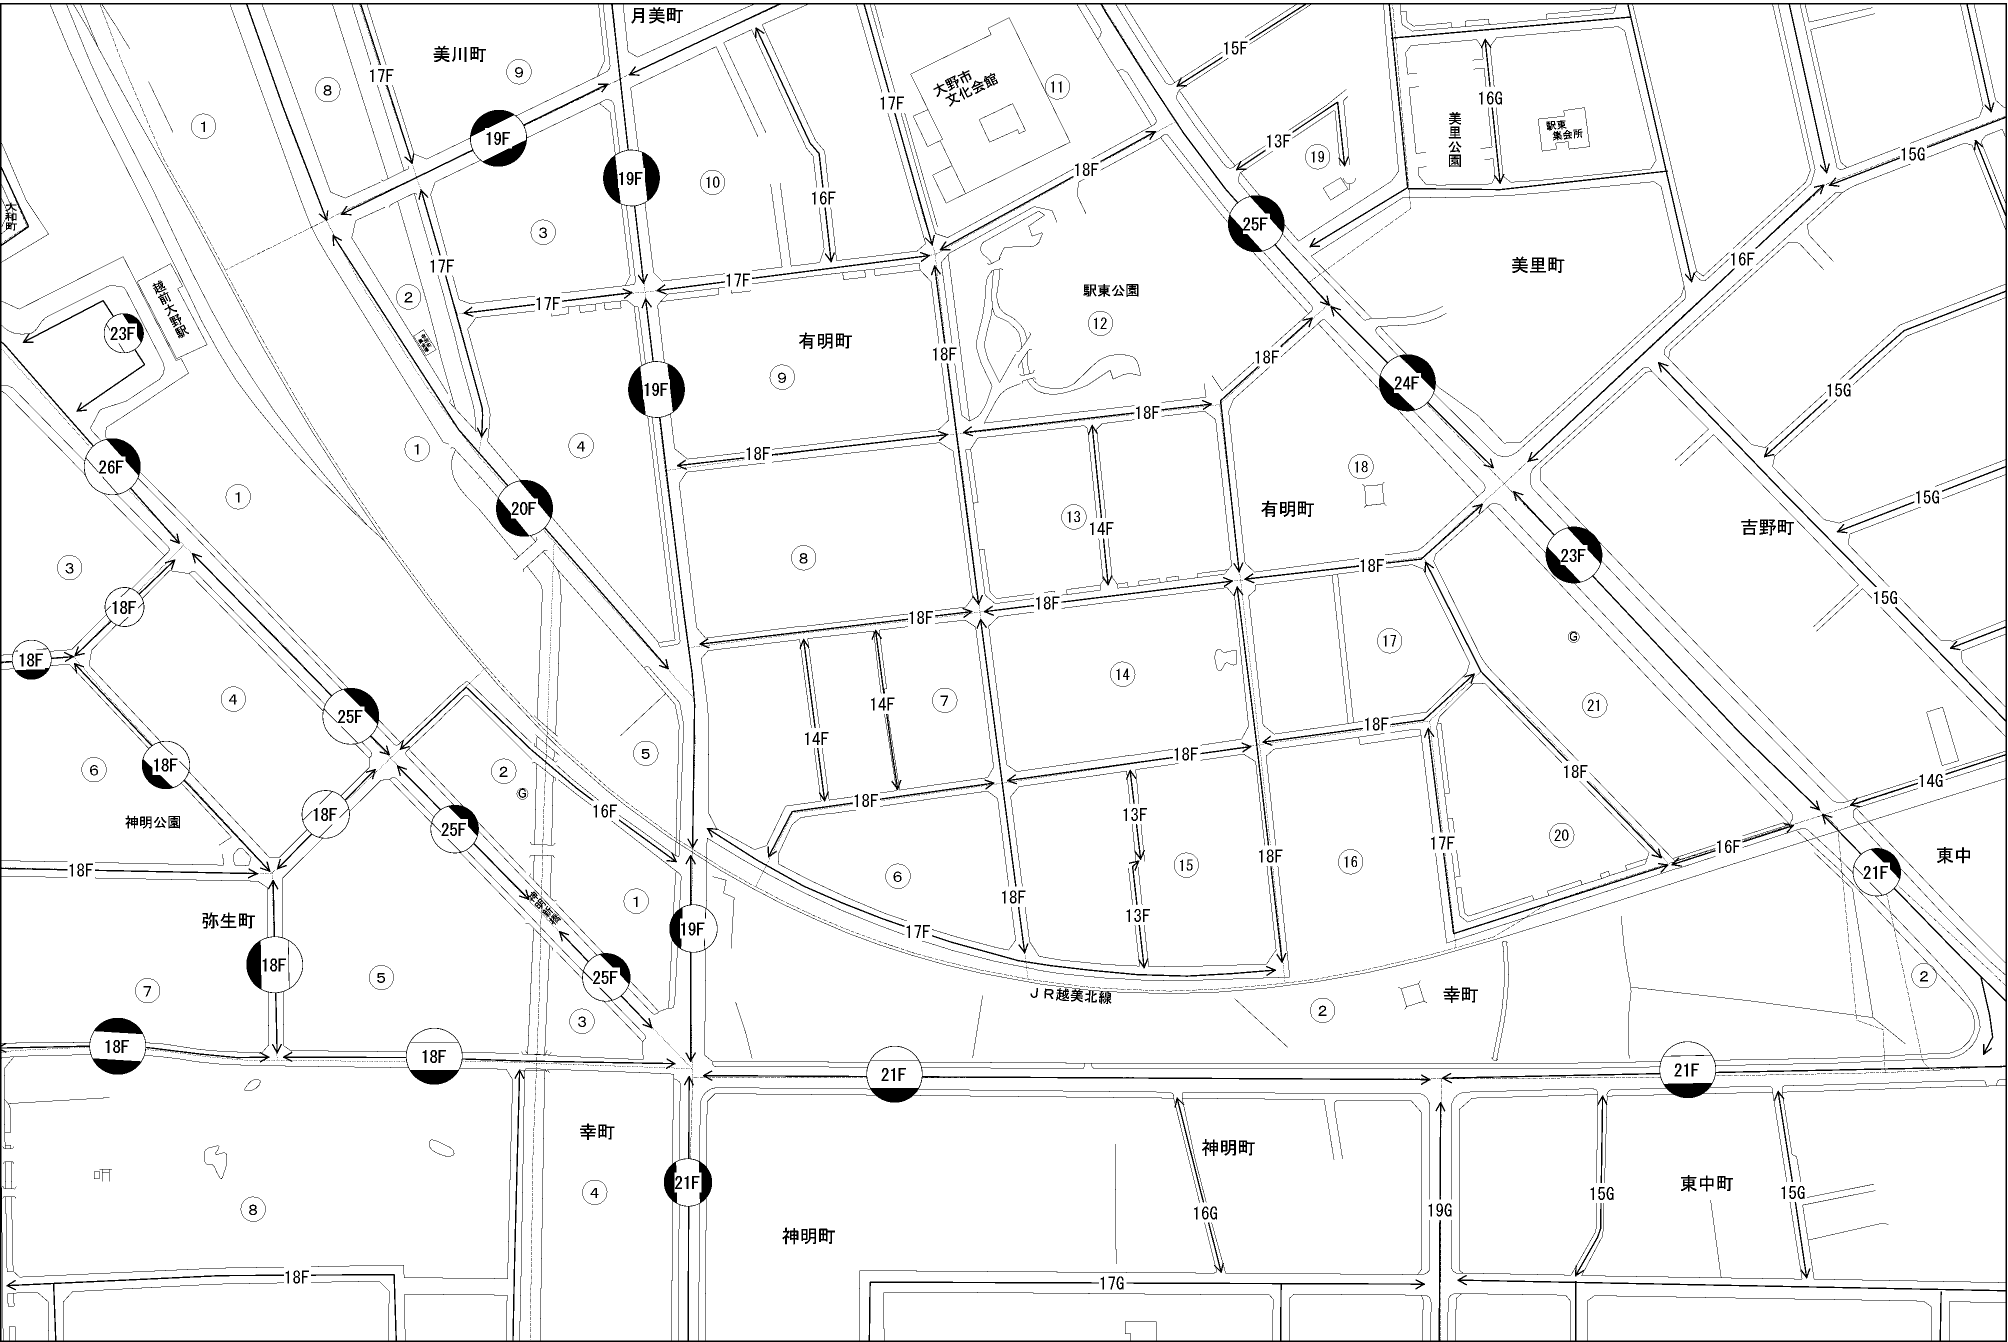 月美町
美川町
⑨
⑧
17F
①
19F
19F
⑩
16F
17F
大野市
文化会館
⑪
18F
15F
13F
⑲
25F
16G
美里公園
駅東
集会所
15G
大和町
越前大野駅
23F
③
17F
②
17F
17F
有明町
⑨
19F
18F
駅東公園
⑫
18F
美里町
16F
24F
15G
26F
①
①
④
20F
18F
18F
⑬
14F
⑱
有明町
15G
吉野町
23F
③
18F
18F
⑧
18F
18F
18F
15G
G
④
25F
14F
14F
⑦
⑭
⑰
㉑
⑥
18F
②
G
⑤
18F
18F
18F
18F
14G
神明公園
18F
25F
16F
13F
16F
⑳
17F
18F
⑥
⑮
18F
⑯
21F
東中
弥生町
神明前橋
①
19F
17F
18F
13F
18F
⑤
25F
ＪＲ越美北線
②
幸町
②
⑦
③
18F
18F
21F
21F
幸町
④
21F
神明町
16G
19G
15G
東中町
15G
⑧
神明町
18F
17G